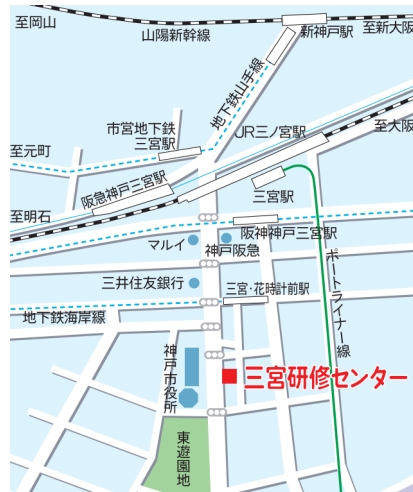 至岡山
山陽新幹線
新神戸駅
至新大阪
地下鉄山手線
市営地下鉄
三宮駅
JR三ノ宮駅
至大阪
至元町
阪急神戸三宮駅
三宮駅
至明石
阪神神戸三宮駅
マルイ
神戸阪急
ポートライナー線
三井住友銀行
三宮・花時計前駅
地下鉄海岸線
神戸市役所
三宮研修センター
東遊園地